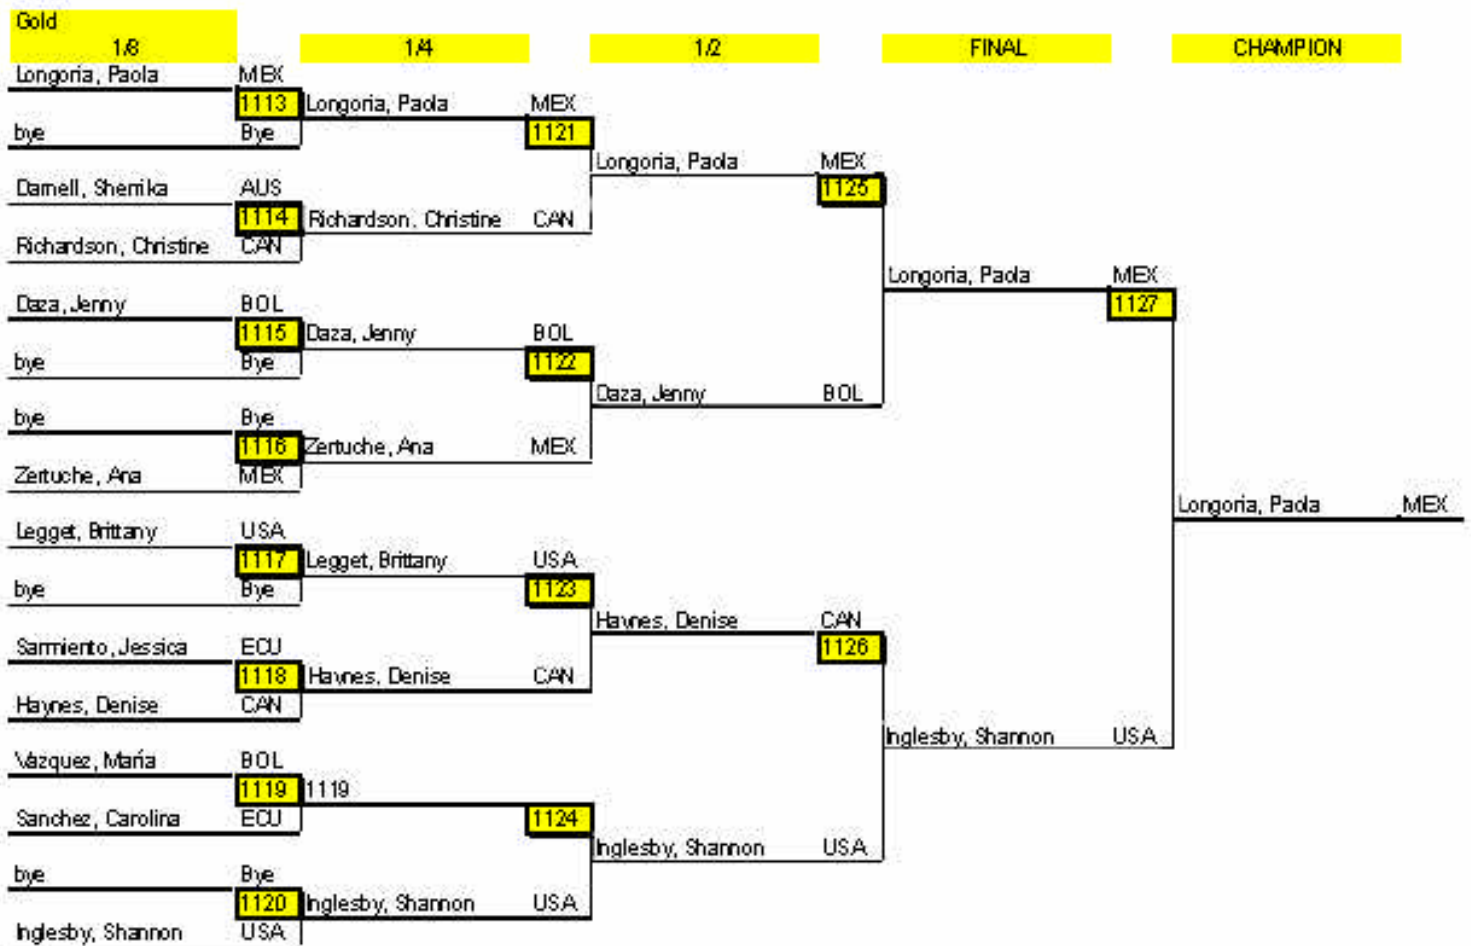 Gold
1/8 1/4 1/2 FINAL CHAMPION
Longoria, Paola MEX
1113 Longoria, Paola MEX
bye Bye 1121
Longoria, Paola MEX
Darnell, Sherrika AUS 1125
1114 Richardson, Christine CAN
Richardson, Christine CAN
Longoria, Paola MEX
Daza, Jenny BOL 1127
1115 Daza, Jenny BOL
bye Bye 1122
Daza, Jenny BOL
bye Bye
1116 Zertuche, Ana MEX
Zertuche, Ana MEX
Longoria, Paola MEX
Legget, Brittany USA
1117 Legget, Brittany USA
bye Bye 1123
Haynes, Denise CAN
Sarmiento, Jessica ECU 1126
1118 Haynes, Denise CAN
Haynes, Denise CAN
Inglesby, Shannon USA
Vázquez, María BOL
1119 1119
Sanchez, Carolina ECU 1124
Inglesby, Shannon USA
bye Bye
1120 Inglesby, Shannon USA
Inglesby, Shannon USA